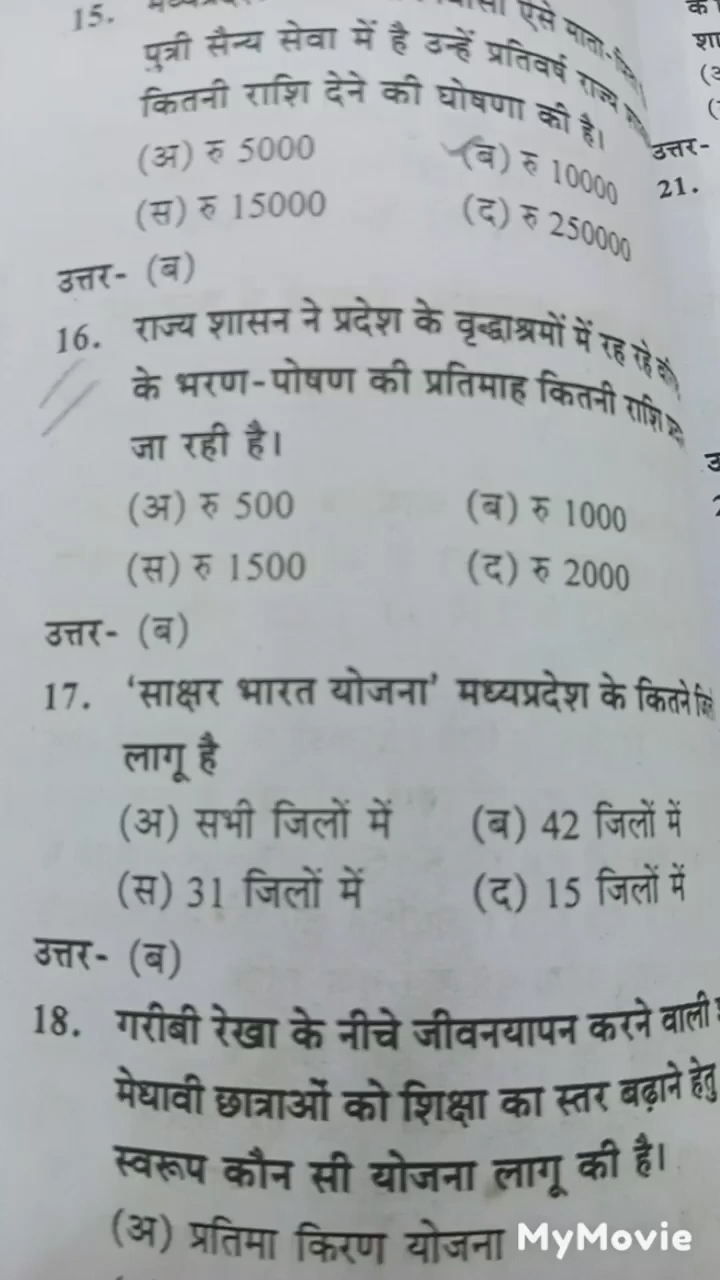 15. ऐसे माता-
पुत्री सैन्य सेवा में है उन्हें प्रतिवर्ष राज्य
कितनी राशि देने की घोषणा की है।
(अ) रु 5000 (ब) रु 10000
(स) रु 15000 (द) रु 250000
उत्तर- (ब)
16. राज्य शासन ने प्रदेश के वृद्धाश्रमों में रह रहे
के भरण-पोषण की प्रतिमाह कितनी राशि
जा रही है।
(अ) रु 500 (ब) रु 1000
(स) रु 1500 (द) रु 2000
उत्तर- (ब)
17. 'साक्षर भारत योजना' मध्यप्रदेश के कितने
लागू है
(अ) सभी जिलों में (ब) 42 जिलों में
(स) 31 जिलों में (द) 15 जिलों में
उत्तर- (ब)
18. गरीबी रेखा के नीचे जीवनयापन करने वाली
मेधावी छात्राओं को शिक्षा का स्तर बढ़ाने हेतु
स्वरूप कौन सी योजना लागू की है।
(अ) प्रतिमा किरण योजना
उत्तर-
21.
MyMovie